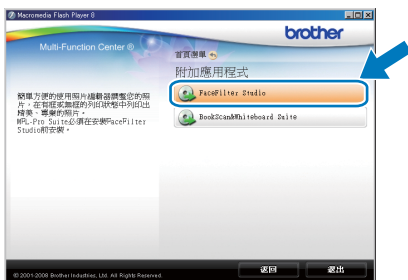 Macromedia Flash Player 8
brother
Multi-Function Center ®
首頁選單
附加應用程式
FaceFilter Studio
BookScan&Whiteboard Suite
簡單方便的使用照片編輯器調整您的照
片，在有框或無框的列印狀態中列印出
精美、專業的照片。
MFL-Pro Suite必須在安裝FaceFilter
Studio前安裝。
返回
退出
© 2001-2008 Brother Industries, Ltd. All Rights Reserved.